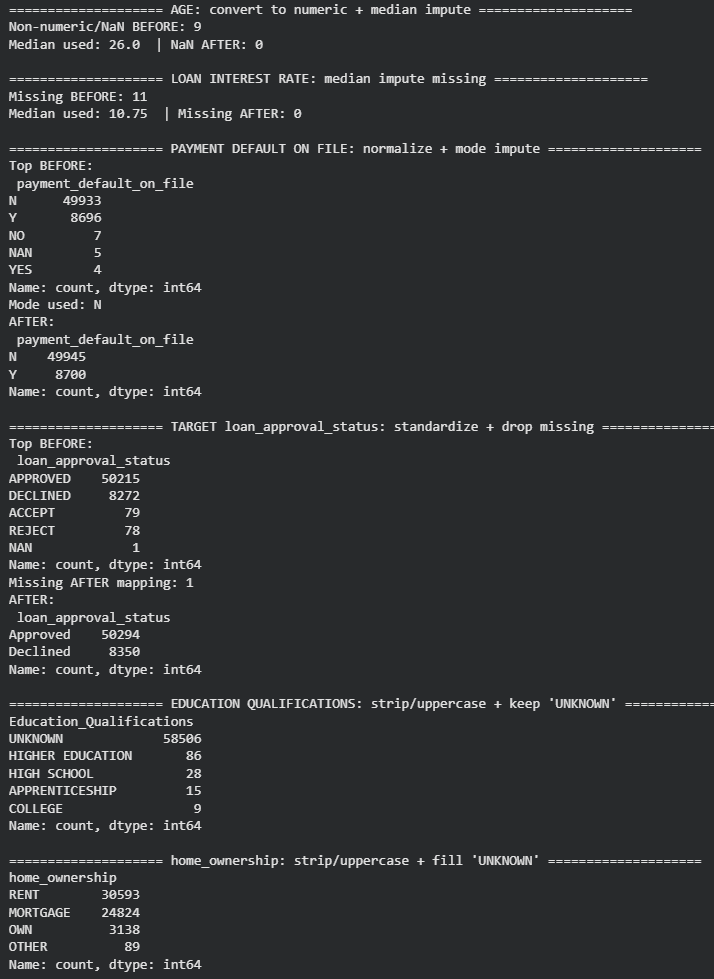 ==================== AGE: convert to numeric + median impute ====================
Non-numeric/NaN BEFORE: 9
Median used: 26.0  | NaN AFTER: 0

==================== LOAN INTEREST RATE: median impute missing ====================
Missing BEFORE: 11
Median used: 10.75  | Missing AFTER: 0

==================== PAYMENT DEFAULT ON FILE: normalize + mode impute ====================
Top BEFORE:
 payment_default_on_file
N      49933
Y       8696
NO         7
NAN        5
YES        4
Name: count, dtype: int64
Mode used: N
AFTER:
 payment_default_on_file
N    49945
Y     8700
Name: count, dtype: int64

==================== TARGET loan_approval_status: standardize + drop missing ===============
Top BEFORE:
 loan_approval_status
APPROVED    50215
DECLINED     8272
ACCEPT         79
REJECT         78
NAN             1
Name: count, dtype: int64
Missing AFTER mapping: 1
AFTER:
 loan_approval_status
Approved    50294
Declined     8350
Name: count, dtype: int64

==================== EDUCATION QUALIFICATIONS: strip/uppercase + keep 'UNKNOWN' ============
Education_Qualifications
UNKNOWN             58506
HIGHER EDUCATION       86
HIGH SCHOOL            28
APPRENTICESHIP         15
COLLEGE                 9
Name: count, dtype: int64

==================== home_ownership: strip/uppercase + fill 'UNKNOWN' ====================
home_ownership
RENT        30593
MORTGAGE    24824
OWN          3138
OTHER          89
Name: count, dtype: int64